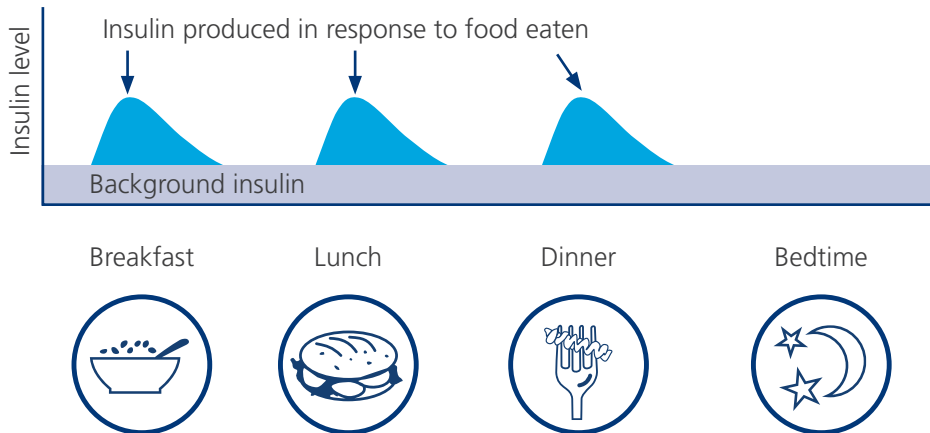 Insulin produced in response to food eaten
Insulin level
Background insulin
Breakfast
Lunch
Dinner
Bedtime